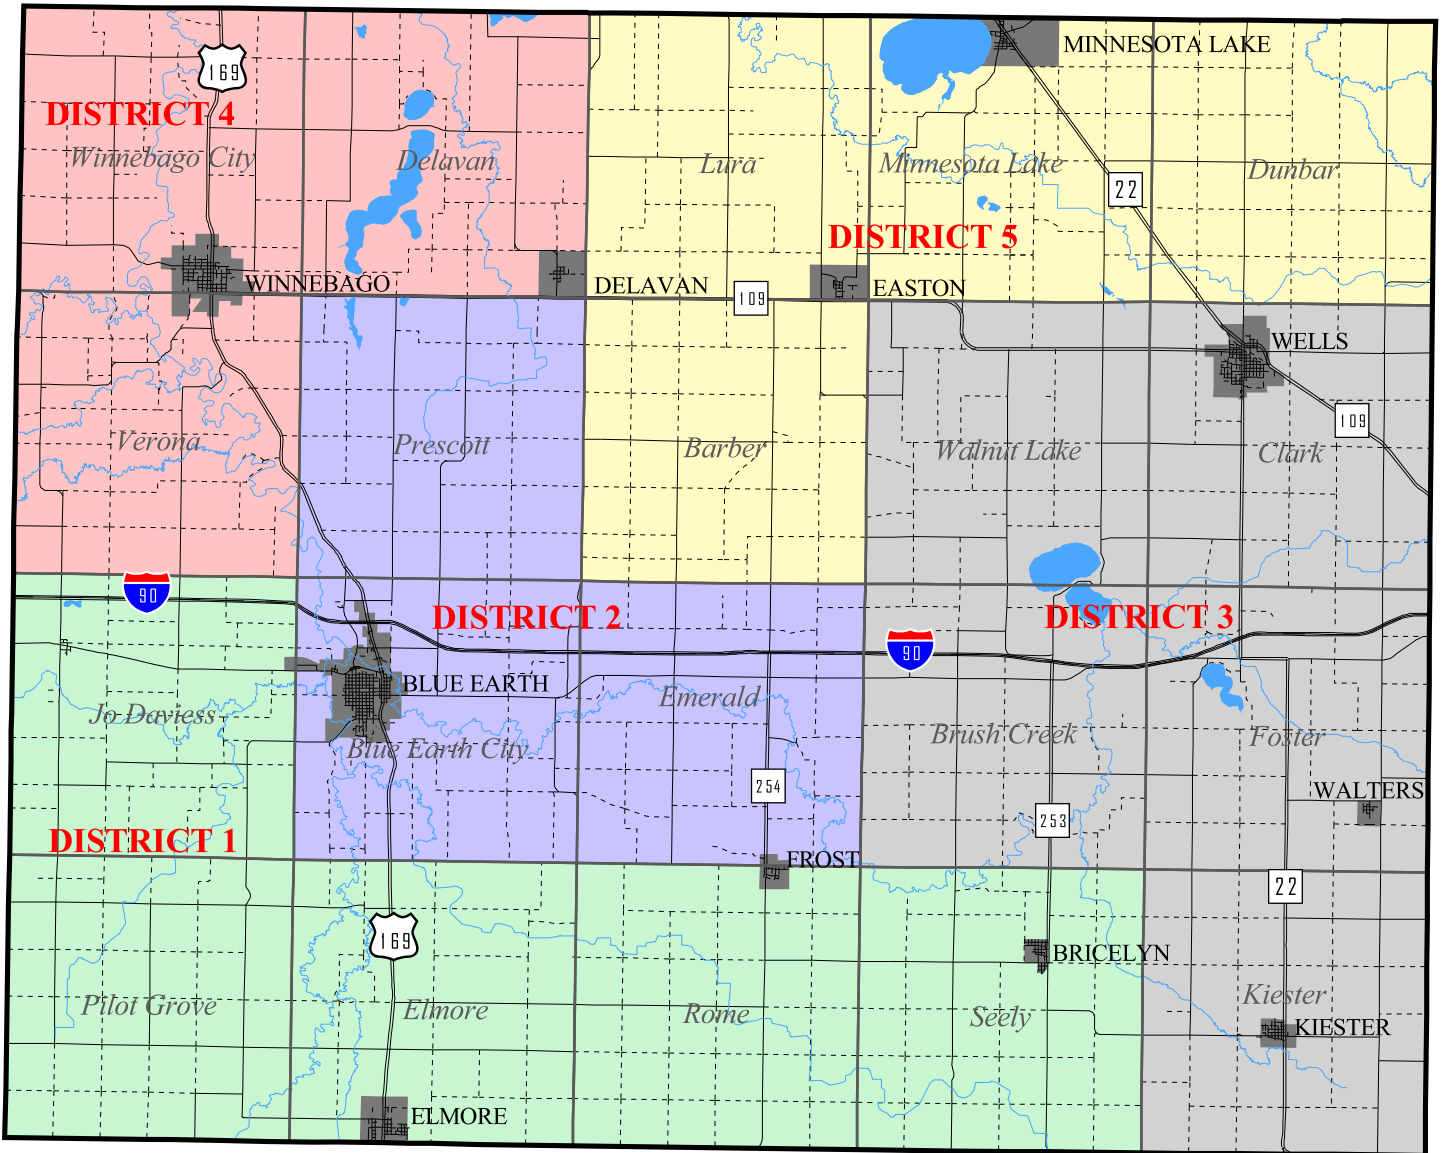 MINNESOTA LAKE
169
DISTRICT 4
Winnebago City
Delavan
Lura
Minnesota Lake
Dunbar
22
DISTRICT 5
WINNEBAGO
DELAVAN
109
EASTON
WELLS
109
Verona
Prescott
Barber
Walnut Lake
Clark
90
DISTRICT 2
DISTRICT 3
90
BLUE EARTH
Emerald
Jo Daviess
Blue Earth City
Brush Creek
Foster
254
WALTERS
253
DISTRICT 1
FROST
22
169
BRICELYN
Pilot Grove
Elmore
Rome
Seely
Kiester
KIESTER
ELMORE